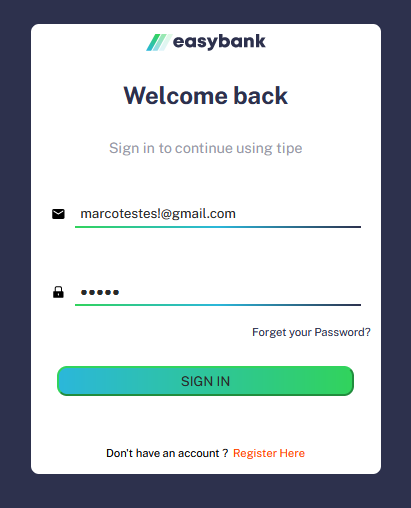 easybank
Welcome back
Sign in to continue using tipe
marcotestes!@gmail.com
•••••
Forget your Password?
SIGN IN
Don't have an account ? Register Here